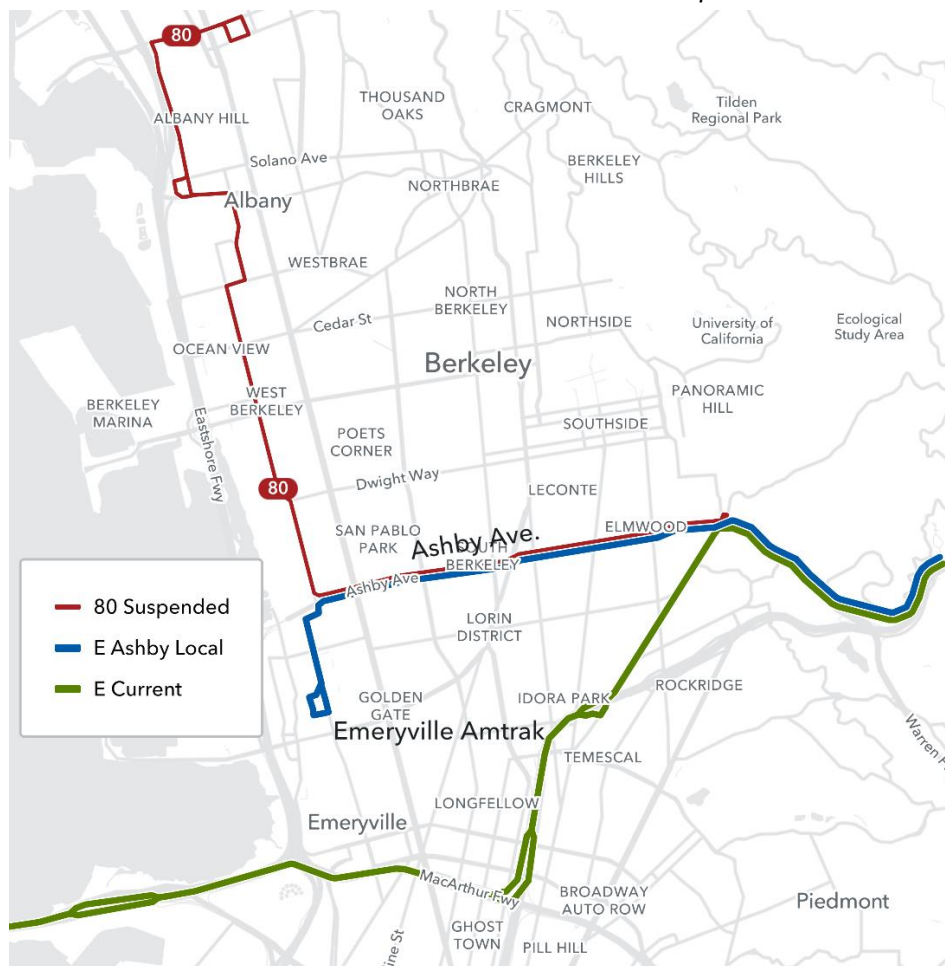 80
ALBANY HILL
THOUSAND
OAKS
CRAGMONT
Tilden
Regional Park
Solano Ave
BERKELEY
HILLS
NORTHBRAE
Albany
WESTBRAE
NORTH
BERKELEY
Cedar St
NORTHSIDE
University of
California
Ecological
Study Area
OCEAN VIEW
Berkeley
WEST
BERKELEY
PANORAMIC
HILL
BERKELEY
MARINA
Eastshore Fwy
POETS
CORNER
SOUTHSIDE
80
Dwight Way
LECONTE
SAN PABLO
PARK
Ashby Ave.
SOUTH
BERKELEY
ELMWOOD
Ashby Ave
80 Suspended
E Ashby Local
E Current
LORIN
DISTRICT
GOLDEN
GATE
IDORA PARK
ROCKRIDGE
Emeryville Amtrak
TEMESCAL
Warren F
LONGFELLOW
Emeryville
MacArthur Fwy
BROADWAY
AUTO ROW
Piedmont
GHOST
TOWN
PILL HILL
ine St